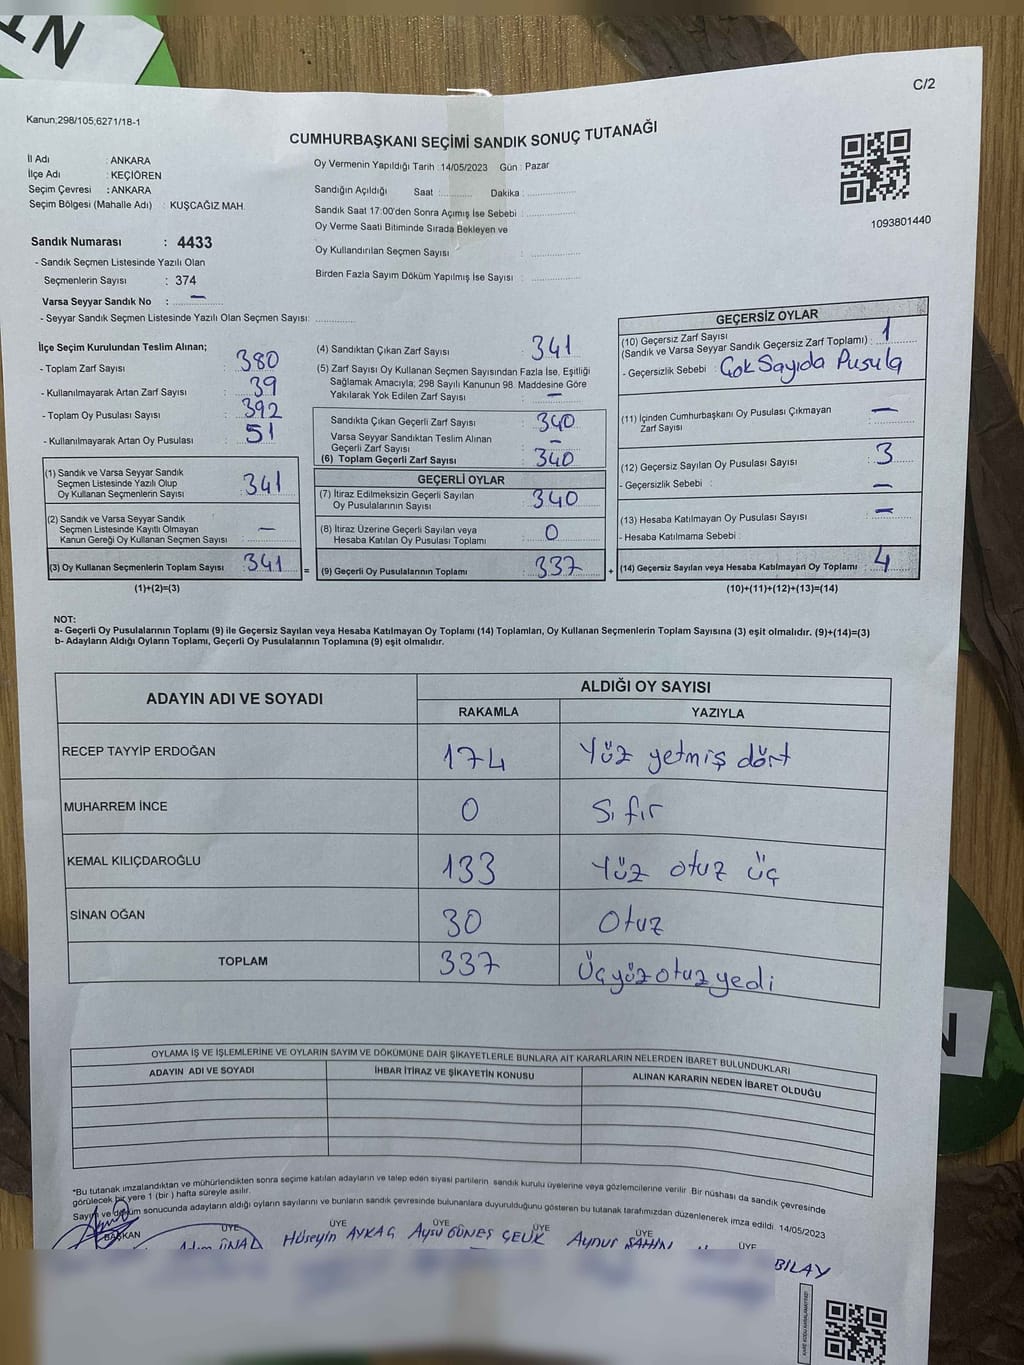 NT
C/2
Kanun;298/105,6271/18-1
CUMHURBAŞKANI SEÇİMİ SANDIK SONUÇ TUTANAĞI
İl Adı : ANKARA
İlçe Adı : KEÇİÖREN
Seçim Çevresi : ANKARA
Seçim Bölgesi (Mahalle Adı) : KUŞCAĞIZ MAH.
Oy Vermenin Yapıldığı Tarih :14/05/2023 Gün : Pazar
Sandığın Açıldığı Saat :........... Dakika :..............
Sandık Saat 17:00'den Sonra Açımış İse Sebebi :..............
Oy Verme Saati Bitiminde Sırada Bekleyen ve
Oy Kullandırılan Seçmen Sayısı :..............
Birden Fazla Sayım Döküm Yapılmış İse Sayısı :..............
1093801440
Sandık Numarası : 4433
- Sandık Seçmen Listesinde Yazılı Olan
Seçmenlerin Sayısı : 374
Varsa Seyyar Sandık No : —
- Seyyar Sandık Seçmen Listesinde Yazılı Olan Seçmen Sayısı:............
İlçe Seçim Kurulundan Teslim Alınan;
- Toplam Zarf Sayısı : 380
- Kullanılmayarak Artan Zarf Sayısı : 39
- Toplam Oy Pusulası Sayısı : 392
- Kullanılmayarak Artan Oy Pusulası : 51
(1) Sandık ve Varsa Seyyar Sandık
Seçmen Listesinde Yazılı Olup
Oy Kullanan Seçmenlerin Sayısı : 341
(2) Sandık ve Varsa Seyyar Sandık
Seçmen Listesinde Kayıtlı Olmayan
Kanun Gereği Oy Kullanan Seçmen Sayısı : —
(3) Oy Kullanan Seçmenlerin Toplam Sayısı : 341
(1)+(2)=(3)
(4) Sandıktan Çıkan Zarf Sayısı : 341
(5) Zarf Sayısı Oy Kullanan Seçmen Sayısından Fazla İse, Eşitliği
Sağlamak Amacıyla; 298 Sayılı Kanunun 98. Maddesine Göre
Yakılarak Yok Edilen Zarf Sayısı : —
Sandıkta Çıkan Geçerli Zarf Sayısı : 340
Varsa Seyyar Sandıktan Teslim Alınan
Geçerli Zarf Sayısı : —
(6) Toplam Geçerli Zarf Sayısı : 340
GEÇERLİ OYLAR
(7) İtiraz Edilmeksizin Geçerli Sayılan
Oy Pusulalarının Sayısı : 340
(8) İtiraz Üzerine Geçerli Sayılan veya
Hesaba Katılan Oy Pusulası Toplamı : 0
= (9) Geçerli Oy Pusulalarının Toplamı : 337 +
GEÇERSİZ OYLAR
(10) Geçersiz Zarf Sayısı
(Sandık ve Varsa Seyyar Sandık Geçersiz Zarf Toplamı) : 1
- Geçersizlik Sebebi : Çok Sayıda Pusula
(11) İçinden Cumhurbaşkanı Oy Pusulası Çıkmayan
Zarf Sayısı : —
(12) Geçersiz Sayılan Oy Pusulası Sayısı : 3
- Geçersizlik Sebebi : —
(13) Hesaba Katılmayan Oy Pusulası Sayısı : —
- Hesaba Katılmama Sebebi :
(14) Geçersiz Sayılan veya Hesaba Katılmayan Oy Toplamı : 4
(10)+(11)+(12)+(13)=(14)
NOT:
a- Geçerli Oy Pusulalarının Toplamı (9) ile Geçersiz Sayılan veya Hesaba Katılmayan Oy Toplamı (14) Toplamları, Oy Kullanan Seçmenlerin Toplam Sayısına (3) eşit olmalıdır. (9)+(14)=(3)
b- Adayların Aldığı Oyların Toplamı, Geçerli Oy Pusulalarının Toplamına (9) eşit olmalıdır.
ADAYIN ADI VE SOYADI ALDIĞI OY SAYISI
RAKAMLA YAZIYLA
RECEP TAYYİP ERDOĞAN 174 Yüz yetmiş dört
MUHARREM İNCE 0 Sıfır
KEMAL KILIÇDAROĞLU 133 Yüz otuz üç
SİNAN OĞAN 30 Otuz
TOPLAM 337 Üçyüzotuzyedi
OYLAMA İŞ VE İŞLEMLERİNE VE OYLARIN SAYIM VE DÖKÜMÜNE DAİR ŞİKAYETLERLE BUNLARA AİT KARARLARIN NELERDEN İBARET BULUNDUKLARI
ADAYIN ADI VE SOYADI İHBAR İTİRAZ VE ŞİKAYETİN KONUSU ALINAN KARARIN NEDEN İBARET OLDUĞU
*Bu tutanak imzalandıktan ve mühürlendikten sonra seçime katılan adayların ve talep eden siyasi partilerin sandık kurulu üyelerine veya gözlemcilerine verilir. Bir nüshası da sandık çevresinde
görülecek bir yere 1 (bir ) hafta süreyle asılır.
Sayım ve döküm sonucunda adayların aldığı oyların sayılarını ve bunların sandık çevresinde bulunanlara duyurulduğunu gösteren bu tutanak tarafımızdan düzenlenerek imza edildi. 14/05/2023
BAŞKAN ÜYE ÜYE ÜYE ÜYE ÜYE ÜYE
ÜNAL Hüseyin AYKAÇ Aysu GÜNEŞ ÇELİK Aynur ŞAHİN BILAY